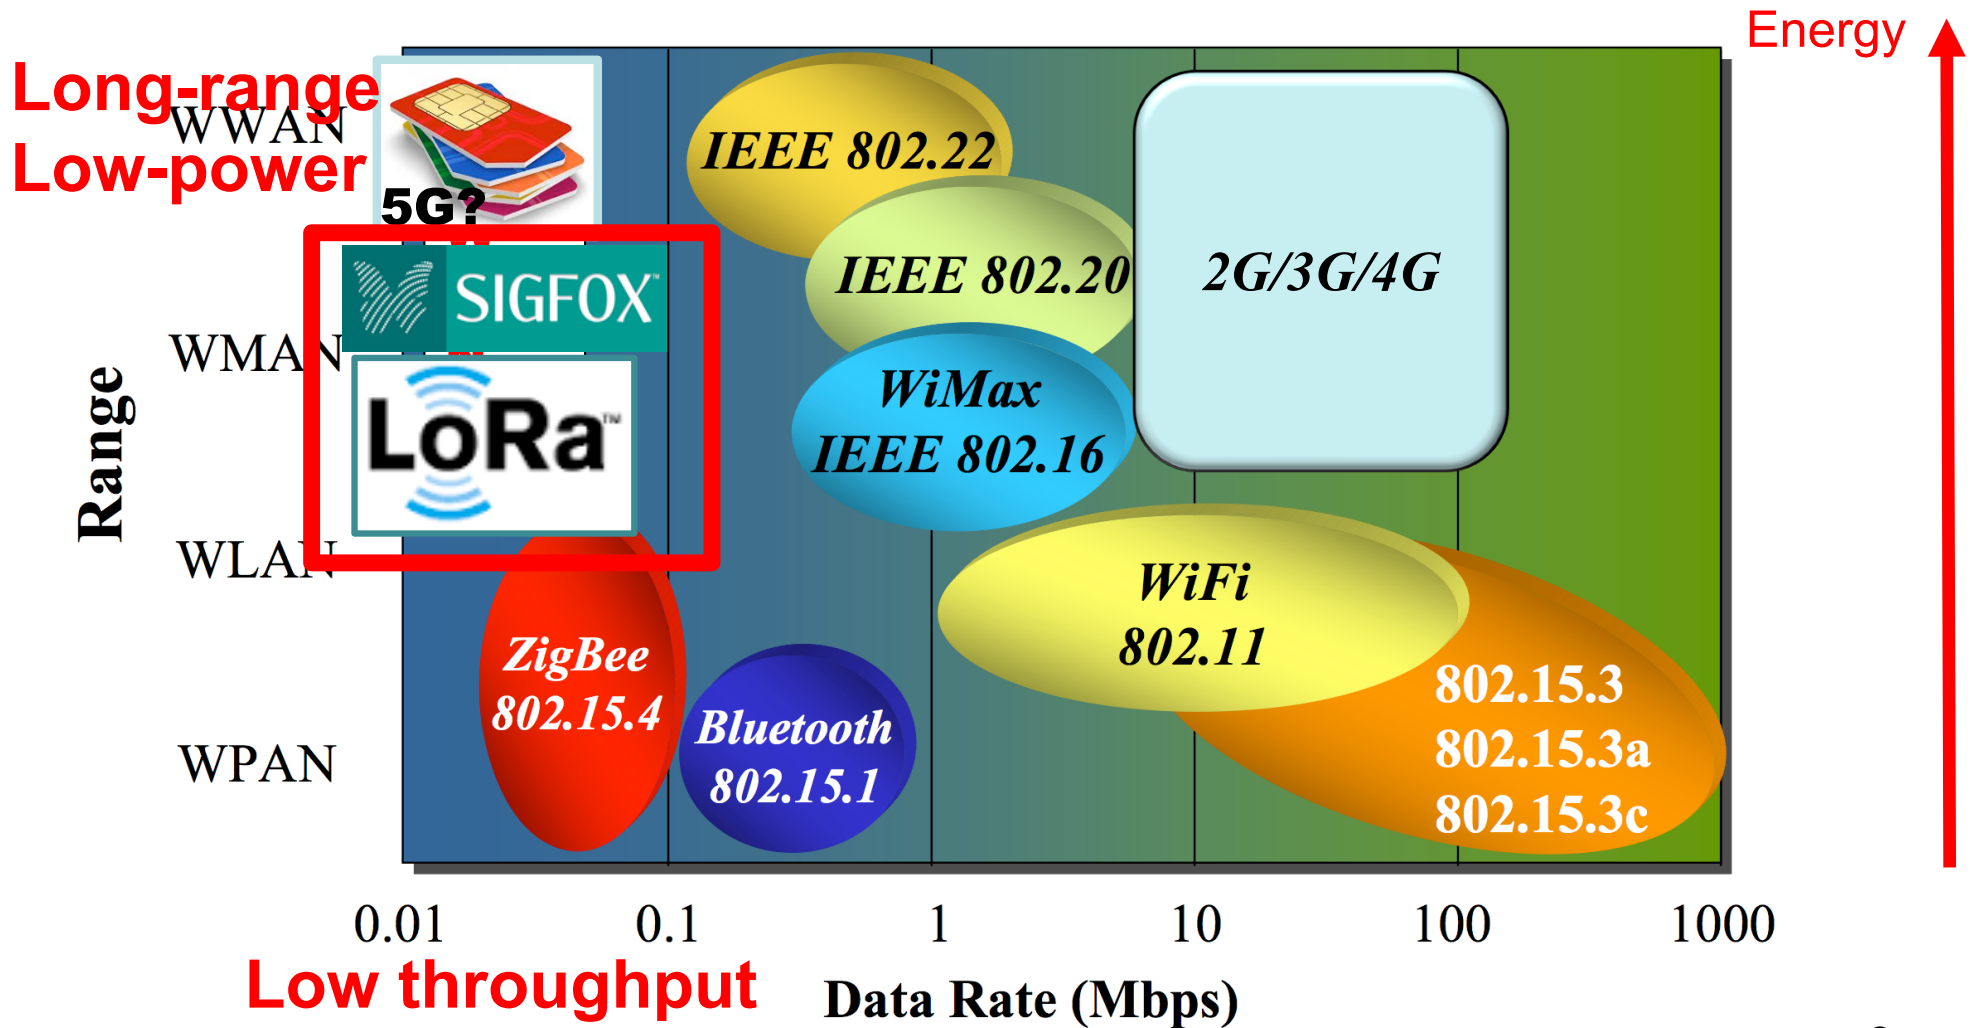 Energy
Long-range
WWAN
Low-power
5G?
IEEE 802.22
SIGFOX™
IEEE 802.20
2G/3G/4G
WMAN
LoRa™
WiMax
IEEE 802.16
Range
WLAN
WiFi
802.11
ZigBee
802.15.4
Bluetooth
802.15.1
802.15.3
802.15.3a
802.15.3c
WPAN
0.01 0.1 1 10 100 1000
Low throughput
Data Rate (Mbps)